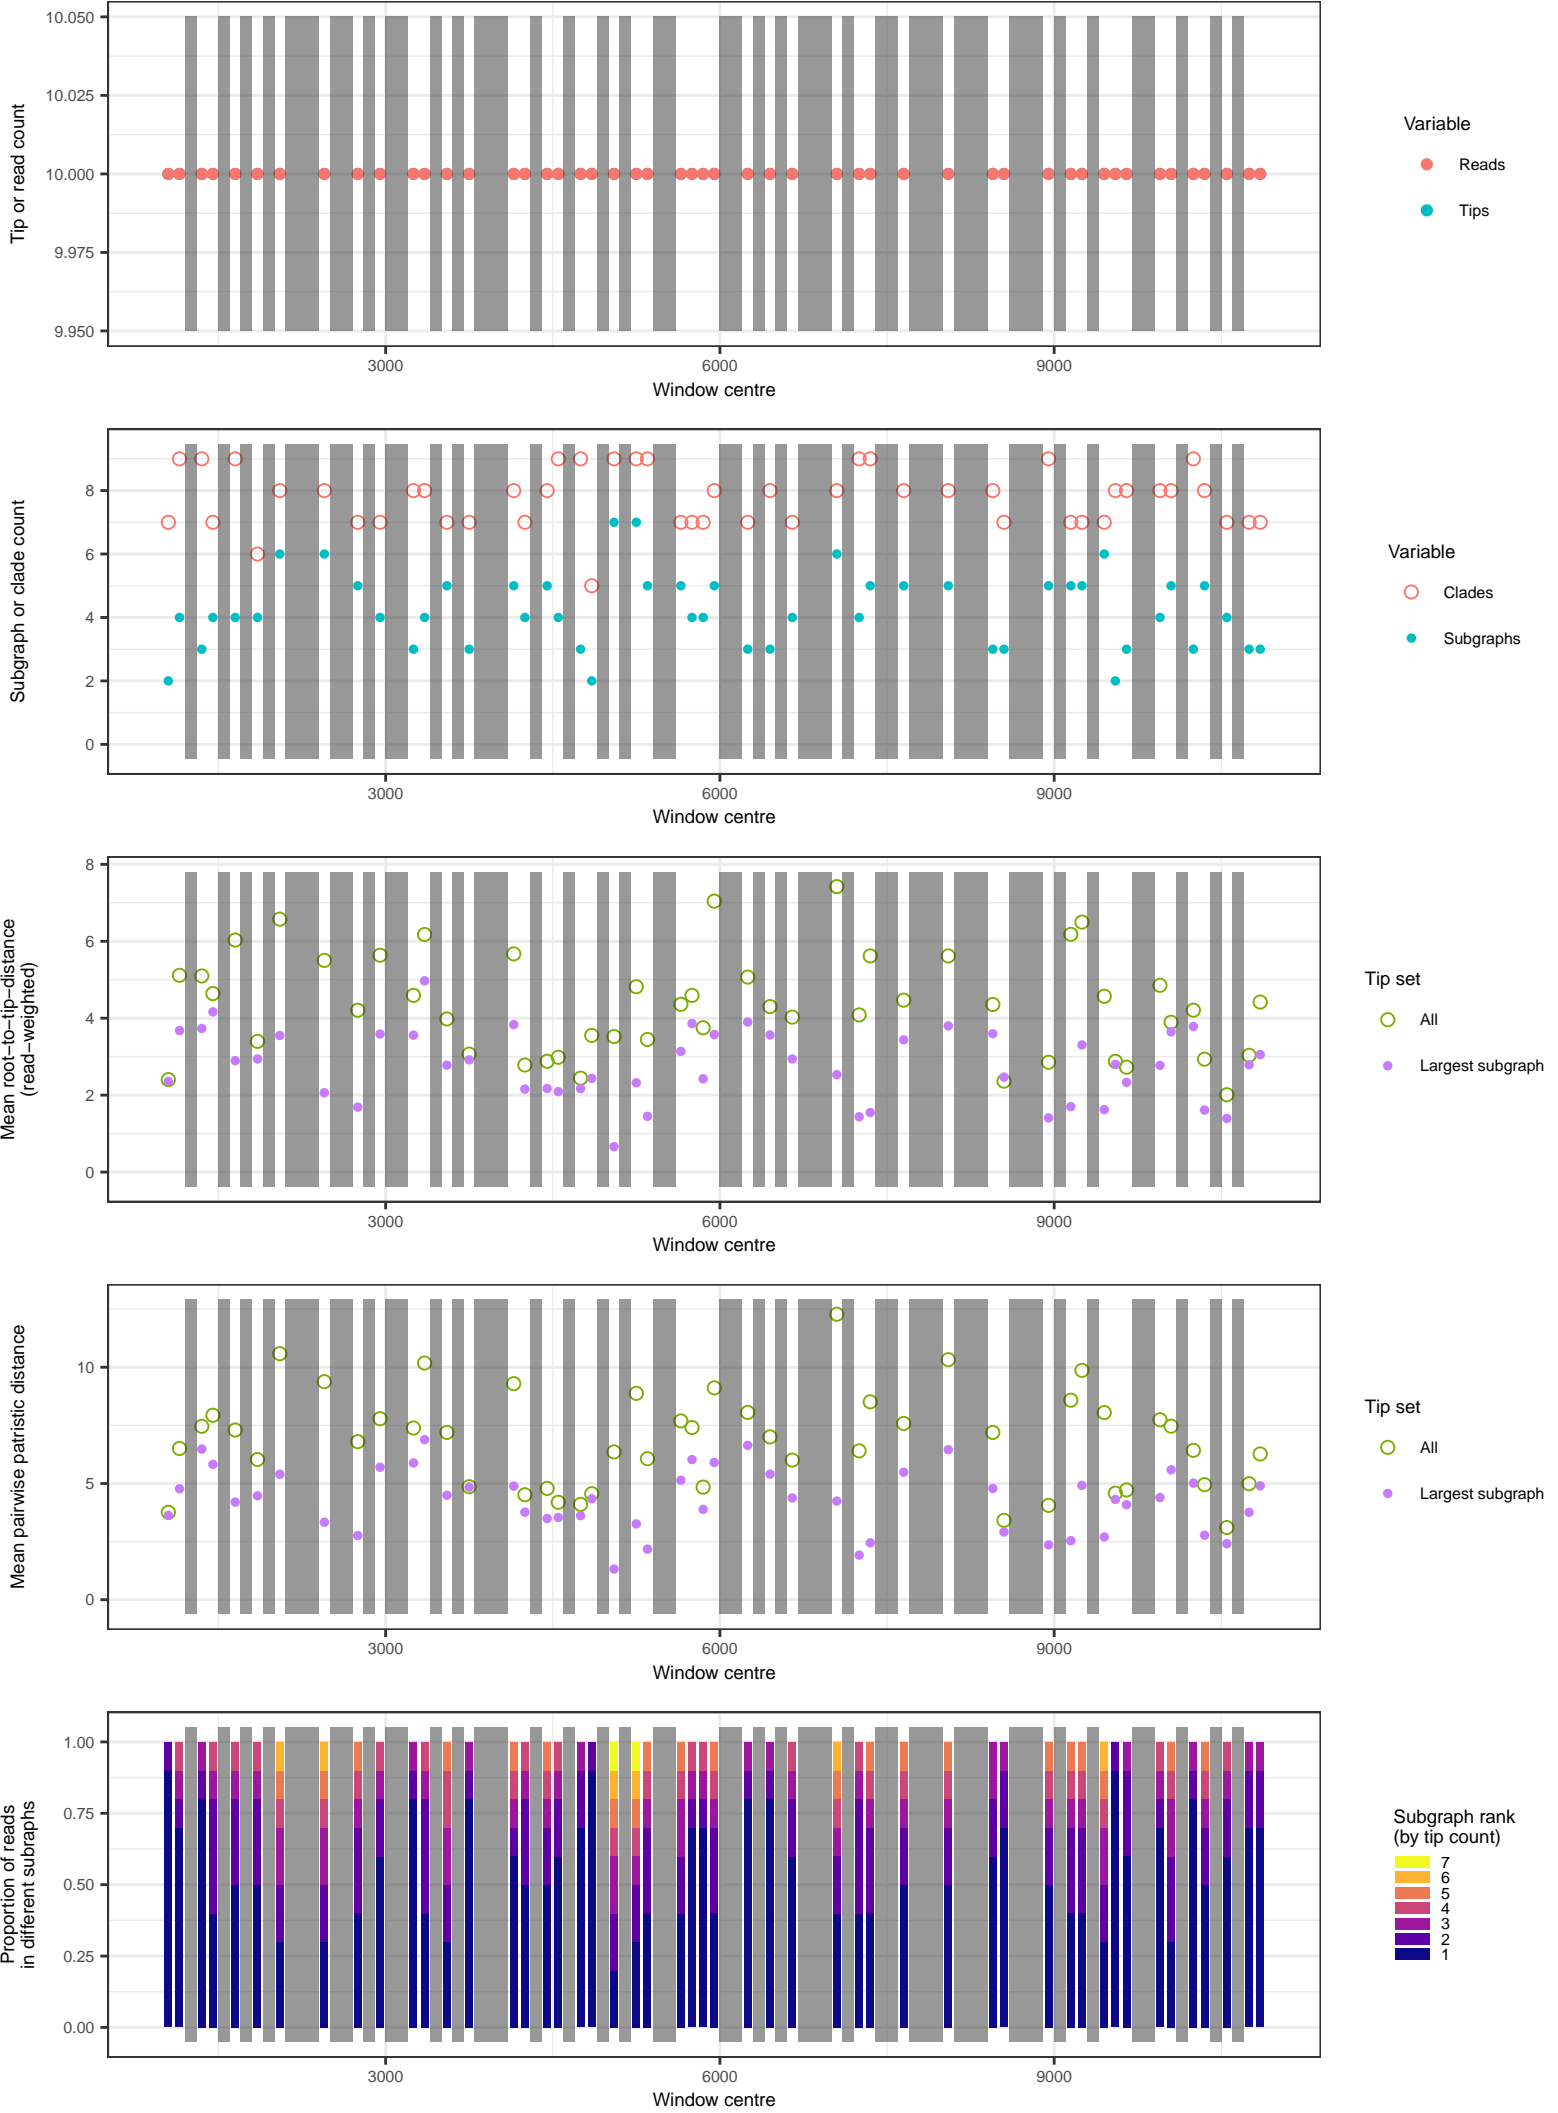 10.050
10.025
10.000
9.975
9.950
Tip or read count
3000
6000
9000
Window centre
Variable
Reads
Tips
8
6
4
2
0
Subgraph or clade count
3000
6000
9000
Window centre
Variable
Clades
Subgraphs
8
6
4
2
0
Mean root−to−tip−distance
(read−weighted)
3000
6000
9000
Window centre
Tip set
All
Largest subgraph
10
5
0
Mean pairwise patristic distance
3000
6000
9000
Window centre
Tip set
All
Largest subgraph
1.00
0.75
0.50
0.25
0.00
Proportion of reads
in different subraphs
3000
6000
9000
Window centre
Subgraph rank
(by tip count)
7
6
5
4
3
2
1